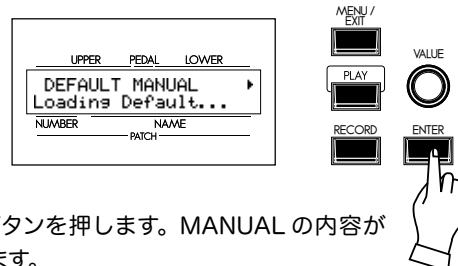 MENU /
EXIT
UPPER PEDAL LOWER
VALUE
DEFAULT MANUAL
Loading Default...
PLAY
NUMBER NAME
PATCH
RECORD ENTER
タンを押します。MANUAL の内容が
ます。